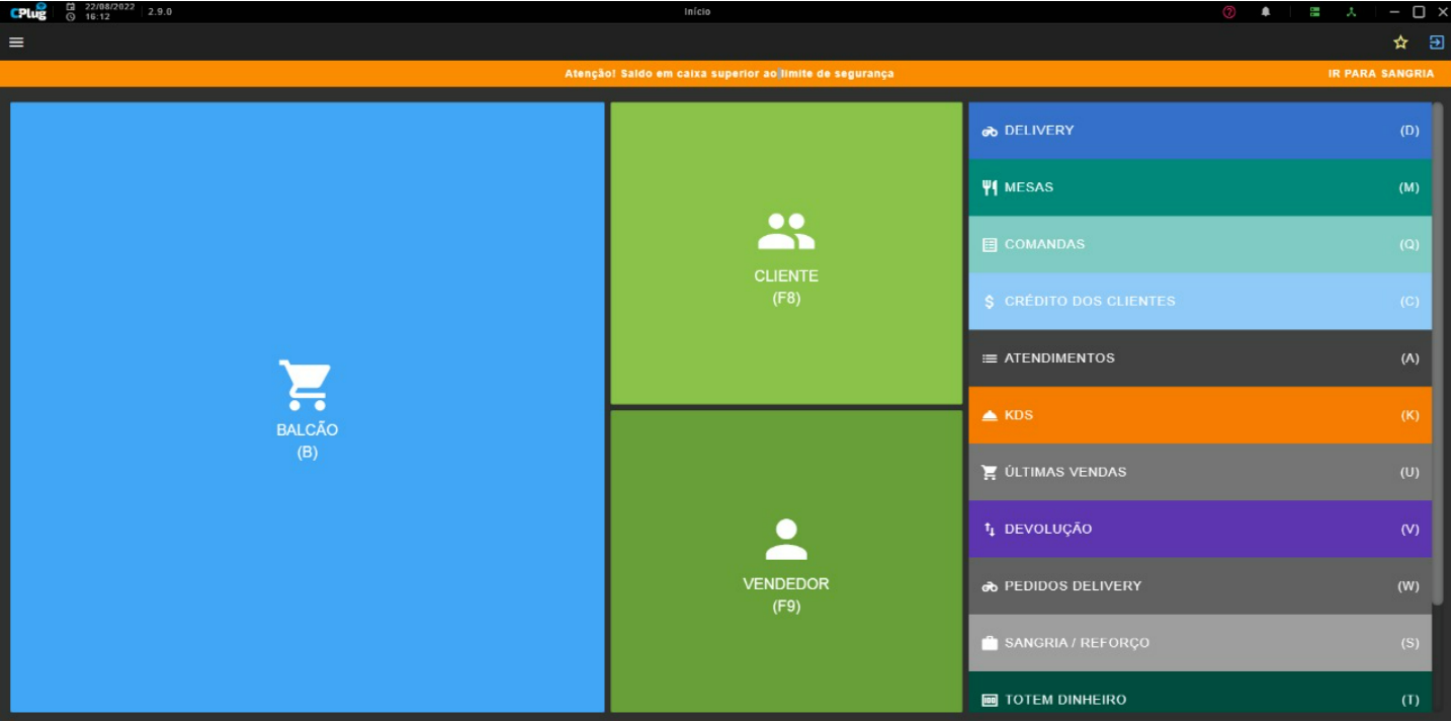 CPlug
22/08/2022
16:12
2.9.0
Início
Atenção! Saldo em caixa superior ao limite de segurança
IR PARA SANGRIA
BALCÃO
(B)
CLIENTE
(F8)
VENDEDOR
(F9)
DELIVERY (D)
MESAS (M)
COMANDAS (Q)
CRÉDITO DOS CLIENTES (C)
ATENDIMENTOS (A)
KDS (K)
ÚLTIMAS VENDAS (U)
DEVOLUÇÃO (V)
PEDIDOS DELIVERY (W)
SANGRIA / REFORÇO (S)
TOTEM DINHEIRO (T)